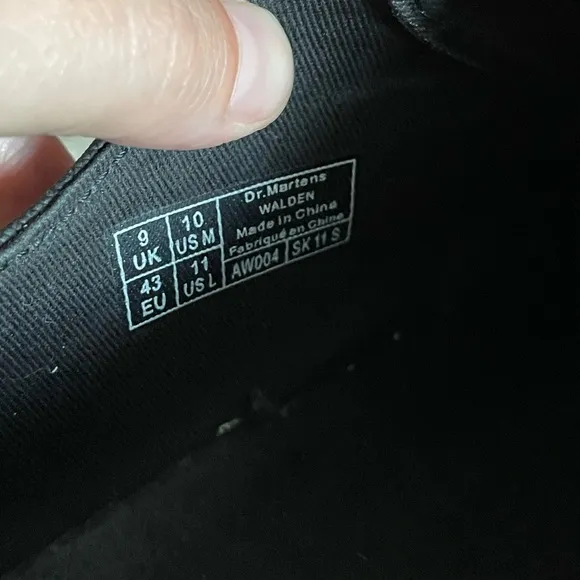 9
UK
10
US M
43
EU
11
US L
Dr.Martens
WALDEN
Made in China
Fabriqué en Chine
AW004
SK 11 S